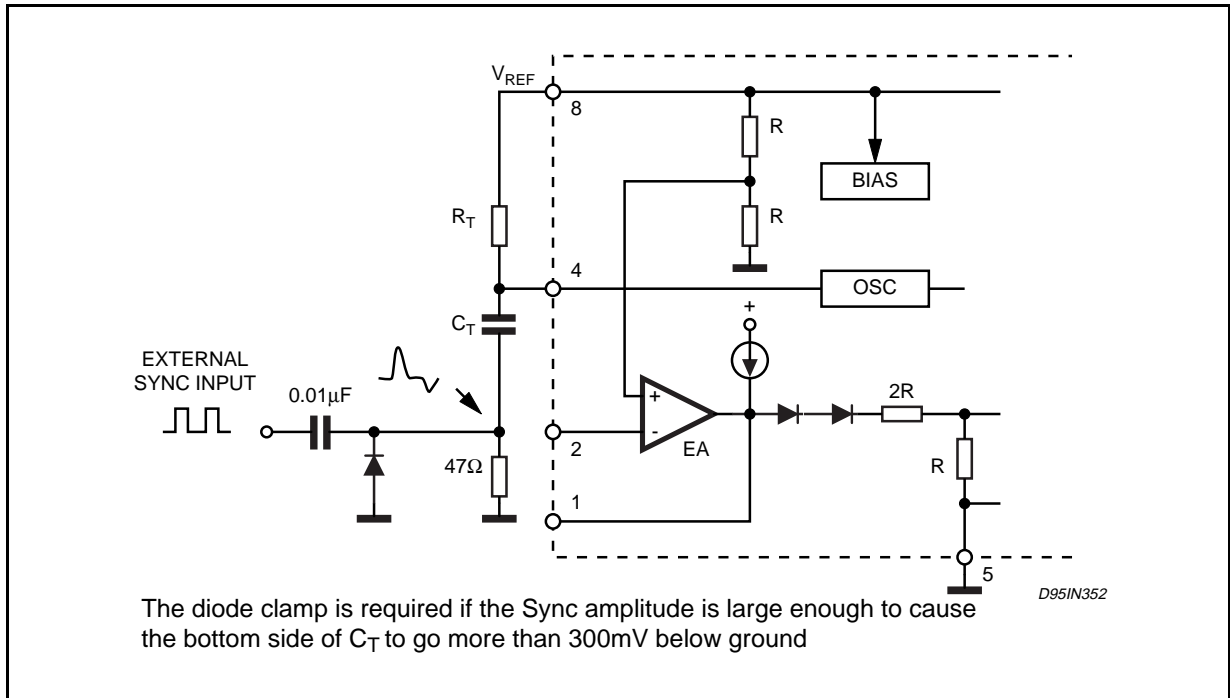 VREF
8
R
BIAS
RT
R
4
OSC
+
CT
EXTERNAL
SYNC INPUT
0.01μF
2R
+
-
EA
2
47Ω
R
1
5
D95IN352
The diode clamp is required if the Sync amplitude is large enough to cause
the bottom side of CT to go more than 300mV below ground